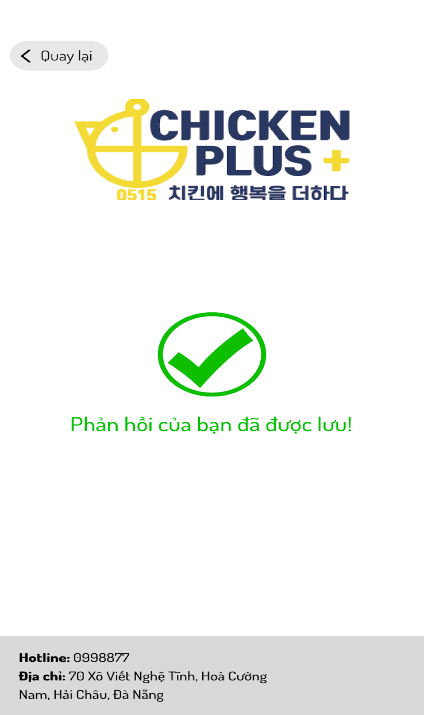 Quay lại
CHICKEN
PLUS +
0515 치킨에 행복을 더하다
Phản hồi của bạn đã được lưu!
Hotline: 0998877
Địa chỉ: 70 Xô Viết Nghệ Tĩnh, Hoà Cường
Nam, Hải Châu, Đà Nẵng